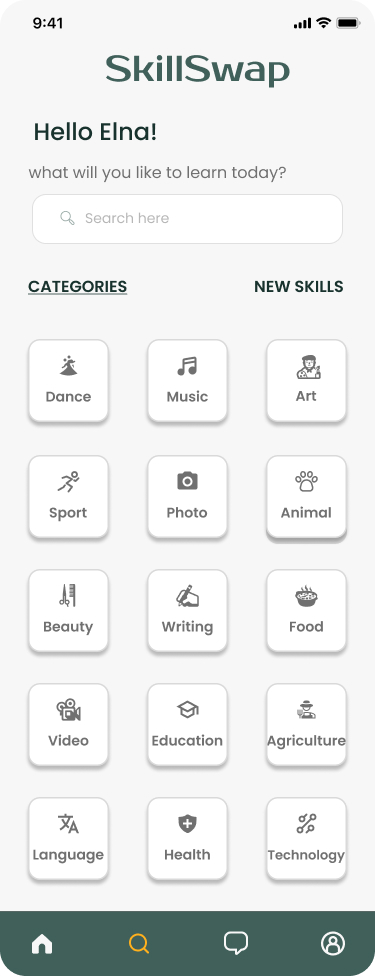 9:41
SkillSwap
Hello Elna!
what will you like to learn today?
Search here
CATEGORIES NEW SKILLS
Dance Music Art
Sport Photo Animal
Beauty Writing Food
Video Education Agriculture
Language Health Technology